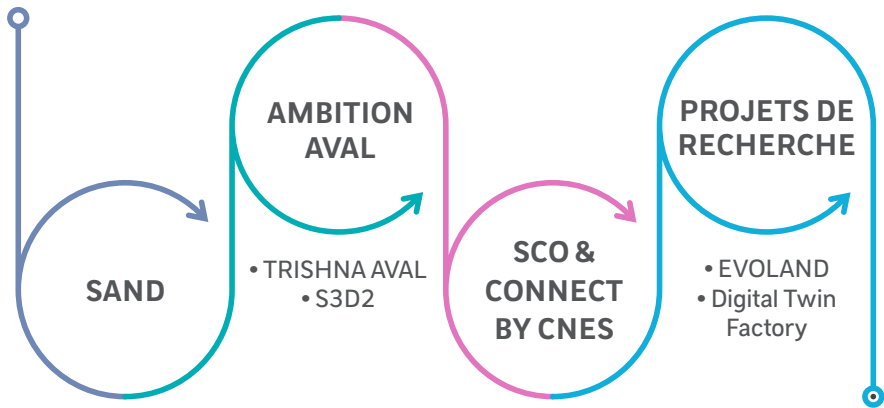 SAND
AMBITION
AVAL
• TRISHNA AVAL
• S3D2
SCO &
CONNECT
BY CNES
PROJETS DE
RECHERCHE
• EVOLAND
• Digital Twin
Factory